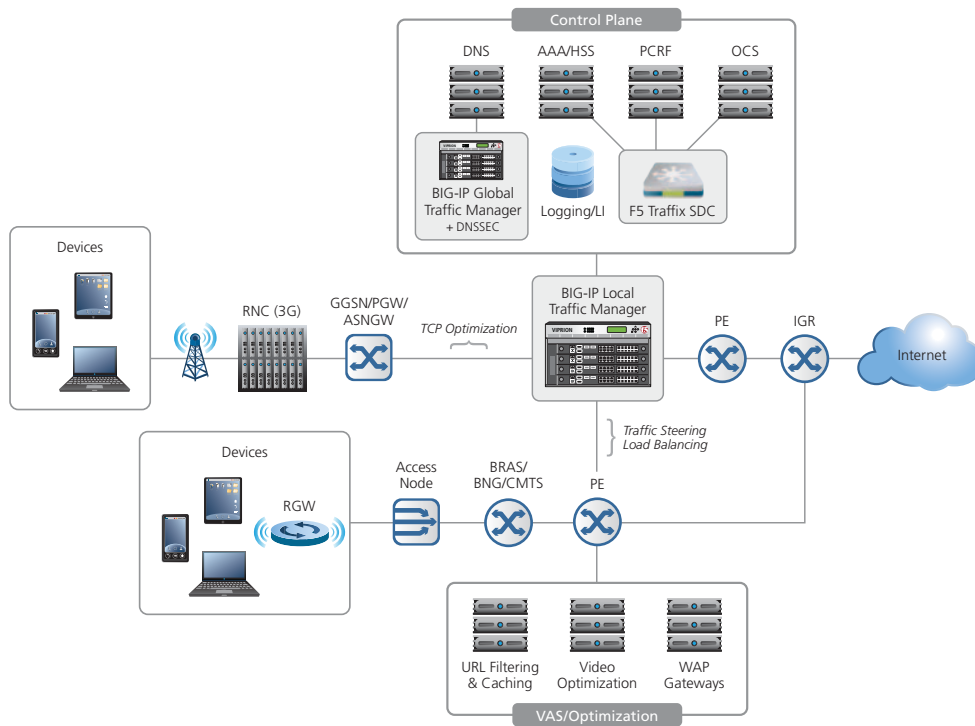 Control Plane
DNS
AAA/HSS
PCRF
OCS
VIPRION
BIG-IP Global
Traffic Manager
+ DNSSEC
Logging/LI
F5 Traffix SDC
Devices
RNC (3G)
GGSN/PGW/
ASNGW
TCP Optimization
BIG-IP Local
Traffic Manager
VIPRION
PE
IGR
Internet
Traffic Steering
Load Balancing
Devices
RGW
Access
Node
BRAS/
BNG/CMTS
PE
URL Filtering
& Caching
Video
Optimization
WAP
Gateways
VAS/Optimization